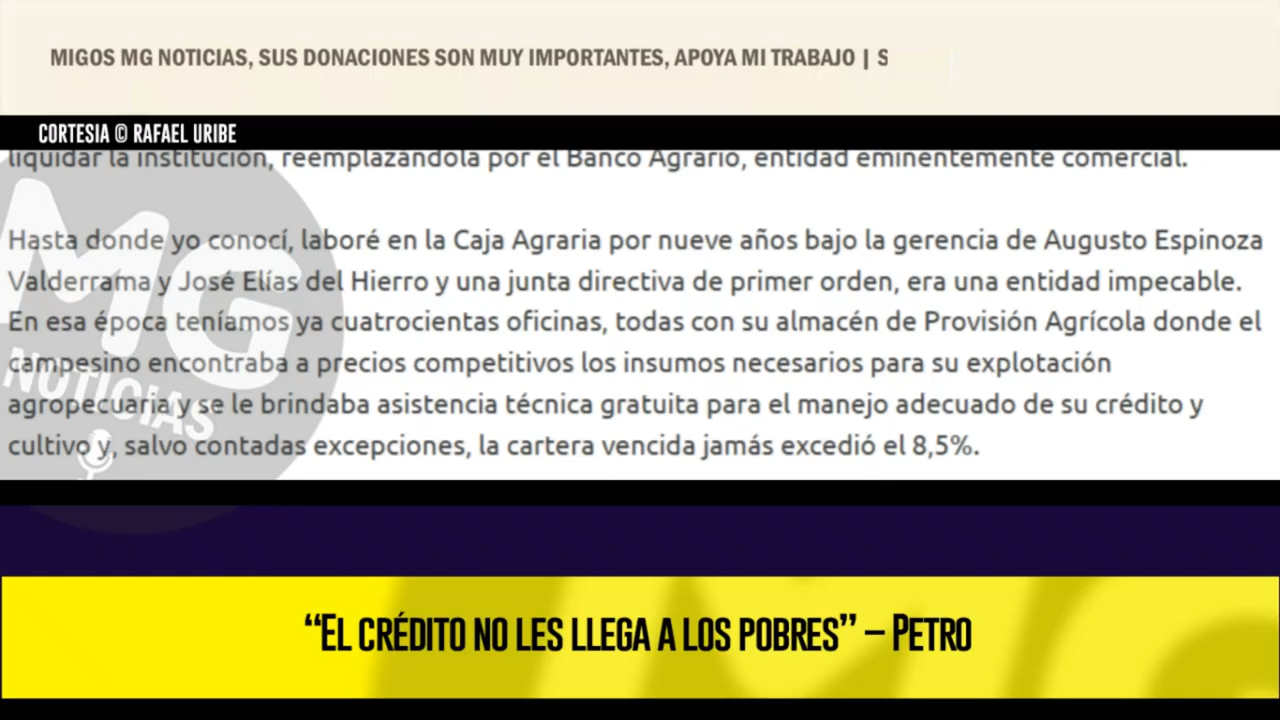 MIGOS MG NOTICIAS, SUS DONACIONES SON MUY IMPORTANTES, APOYA MI TRABAJO | S
CORTESIA © RAFAEL URIBE
liquidar la institución, reemplazándola por el Banco Agrario, entidad eminentemente comercial.
Hasta donde yo conocí, laboré en la Caja Agraria por nueve años bajo la gerencia de Augusto Espinoza
Valderrama y José Elías del Hierro y una junta directiva de primer orden, era una entidad impecable.
En esa época teníamos ya cuatrocientas oficinas, todas con su almacén de Provisión Agrícola donde el
campesino encontraba a precios competitivos los insumos necesarios para su explotación
agropecuaria y se le brindaba asistencia técnica gratuita para el manejo adecuado de su crédito y
cultivo y, salvo contadas excepciones, la cartera vencida jamás excedió el 8,5%.
MG
NOTICIAS
“EL CRÉDITO NO LES LLEGA A LOS POBRES” – PETRO